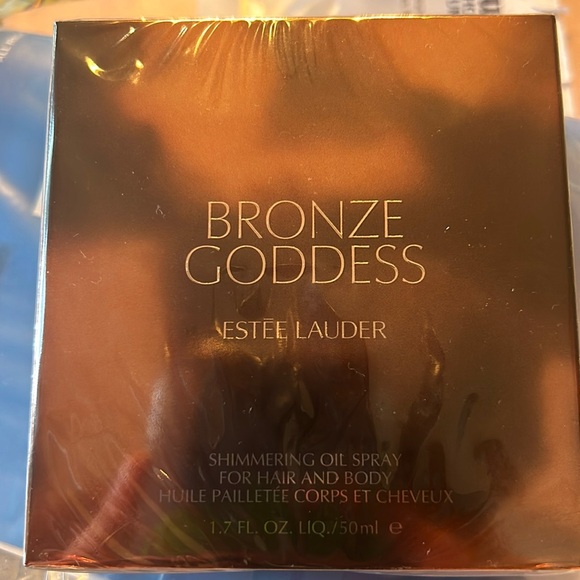 BRONZE
GODDESS
ESTĒE LAUDER
SHIMMERING OIL SPRAY
FOR HAIR AND BODY
HUILE PAILLETÉE CORPS ET CHEVEUX
1.7 FL. OZ. LIQ./50ml ℮